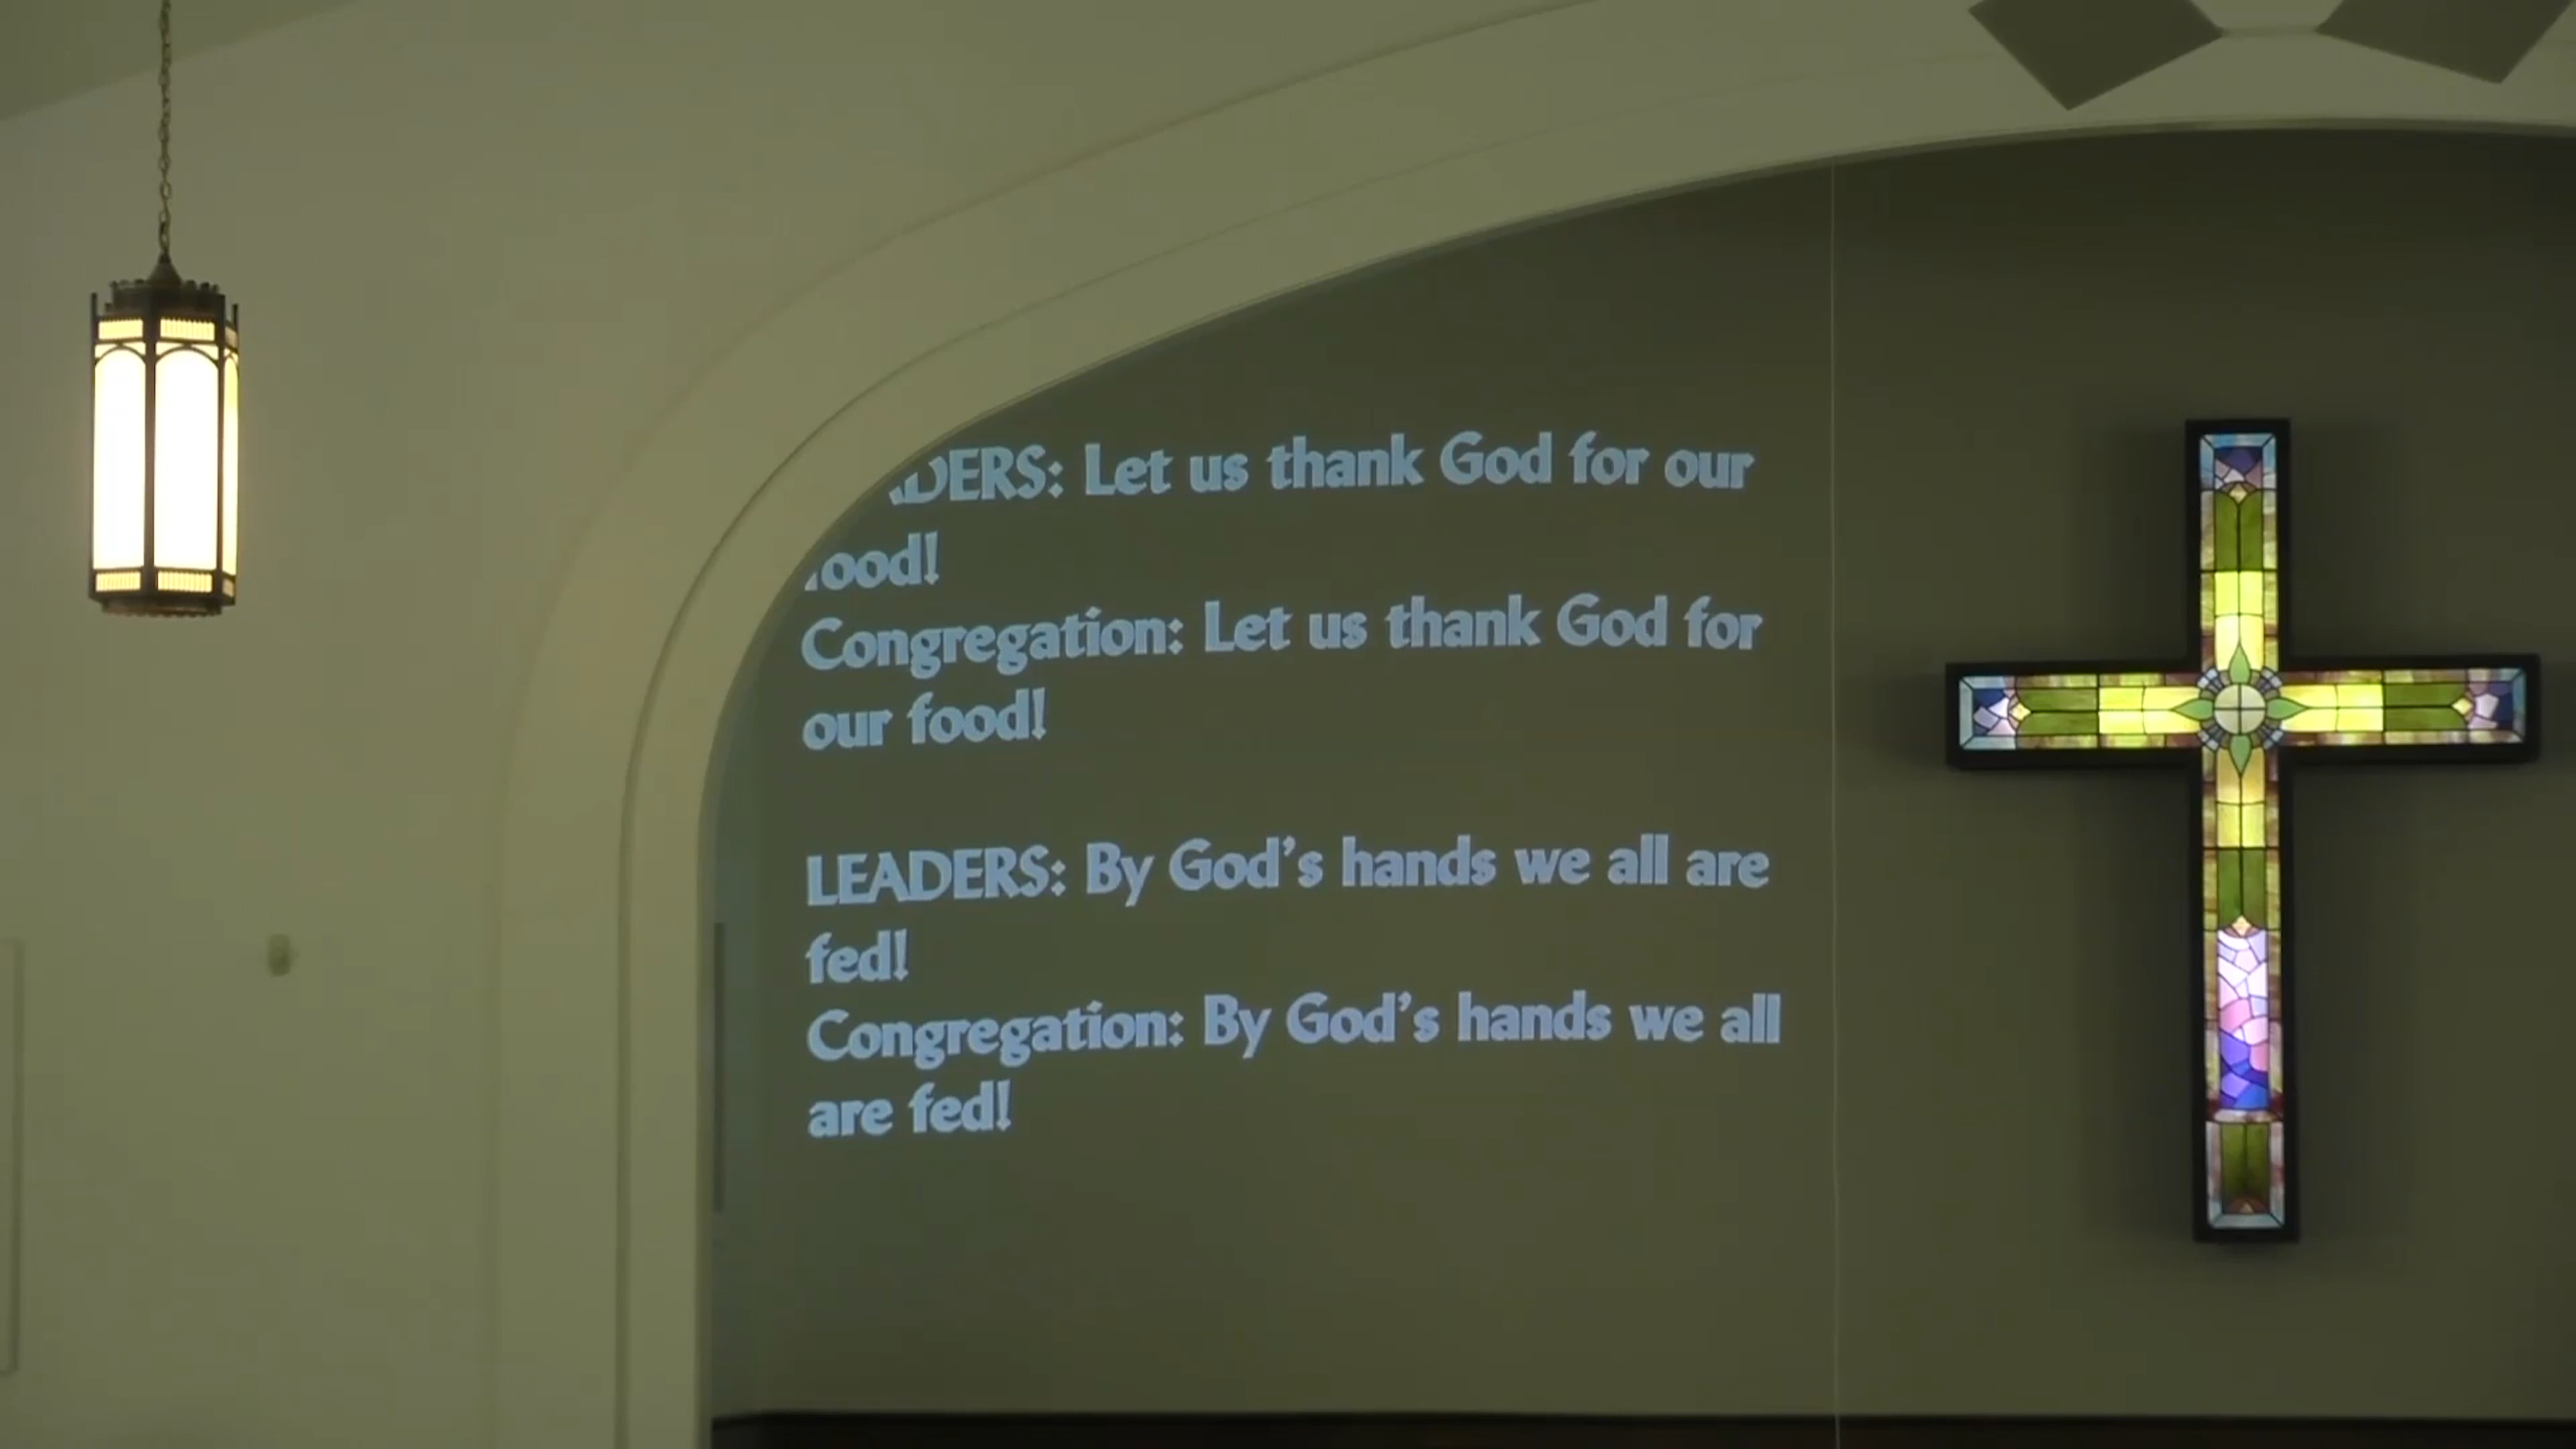 Let us thank God for our
Congregation: Let us thank God for
our food!
LEADERS: By God's hands we all are
fed!
Congregation: By God's hands we all
are fed!